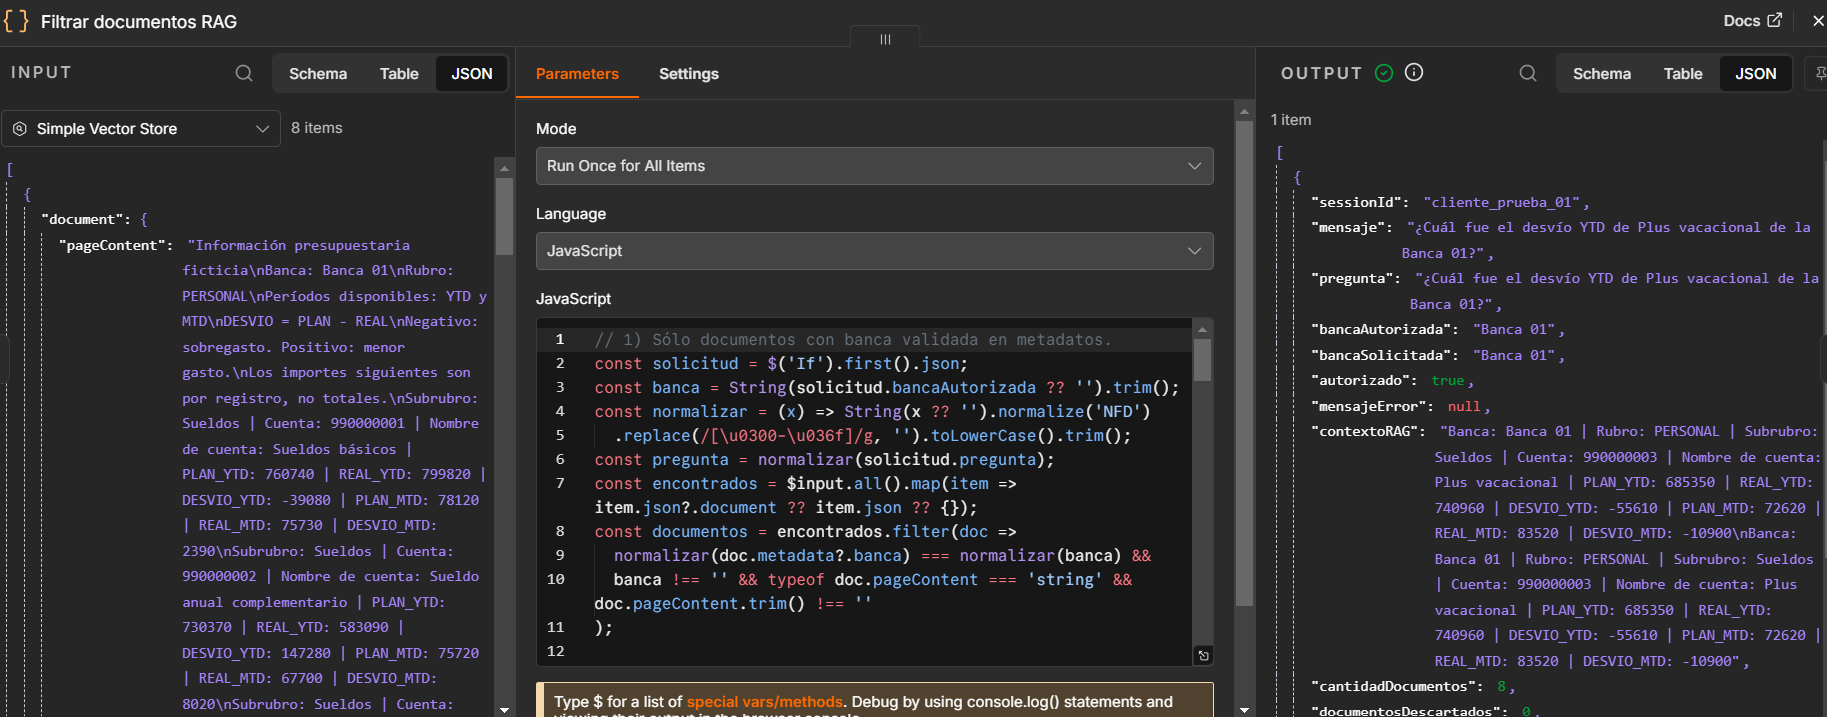 { } Filtrar documentos RAG
Docs
INPUT
Schema Table JSON
Simple Vector Store
8 items
[
{
"document": {
"pageContent": "Información presupuestaria
ficticia\nBanca: Banca 01\nRubro:
PERSONAL\nPeríodos disponibles: YTD y
MTD\nDESVIO = PLAN - REAL\nNegativo:
sobregasto. Positivo: menor
gasto.\nLos importes siguientes son
por registro, no totales.\nSubrubro:
Sueldos | Cuenta: 990000001 | Nombre
de cuenta: Sueldos básicos |
PLAN_YTD: 760740 | REAL_YTD: 799820 |
DESVIO_YTD: -39080 | PLAN_MTD: 78120
| REAL_MTD: 75730 | DESVIO_MTD:
2390\nSubrubro: Sueldos | Cuenta:
990000002 | Nombre de cuenta: Sueldo
anual complementario | PLAN_YTD:
730370 | REAL_YTD: 583090 |
DESVIO_YTD: 147280 | PLAN_MTD: 75720
| REAL_MTD: 67700 | DESVIO_MTD:
8020\nSubrubro: Sueldos | Cuenta:
Parameters Settings
Mode
Run Once for All Items
Language
JavaScript
JavaScript
1 // 1) Sólo documentos con banca validada en metadatos.
2 const solicitud = $('If').first().json;
3 const banca = String(solicitud.bancaAutorizada ?? '').trim();
4 const normalizar = (x) => String(x ?? '').normalize('NFD')
5 .replace(/[\u0300-\u036f]/g, '').toLowerCase().trim();
6 const pregunta = normalizar(solicitud.pregunta);
7 const encontrados = $input.all().map(item =>
item.json?.document ?? item.json ?? {});
8 const documentos = encontrados.filter(doc =>
9 normalizar(doc.metadata?.banca) === normalizar(banca) &&
10 banca !== '' && typeof doc.pageContent === 'string' &&
doc.pageContent.trim() !== ''
11 );
12
Type $ for a list of special vars/methods. Debug by using console.log() statements and
viewing their output in the browser console.
OUTPUT
Schema Table JSON
1 item
[
{
"sessionId": "cliente_prueba_01",
"mensaje": "¿Cuál fue el desvío YTD de Plus vacacional de la
Banca 01?",
"pregunta": "¿Cuál fue el desvío YTD de Plus vacacional de la
Banca 01?",
"bancaAutorizada": "Banca 01",
"bancaSolicitada": "Banca 01",
"autorizado": true,
"mensajeError": null,
"contextoRAG": "Banca: Banca 01 | Rubro: PERSONAL | Subrubro:
Sueldos | Cuenta: 990000003 | Nombre de cuenta:
Plus vacacional | PLAN_YTD: 685350 | REAL_YTD:
740960 | DESVIO_YTD: -55610 | PLAN_MTD: 72620 |
REAL_MTD: 83520 | DESVIO_MTD: -10900\nBanca:
Banca 01 | Rubro: PERSONAL | Subrubro: Sueldos
| Cuenta: 990000003 | Nombre de cuenta: Plus
vacacional | PLAN_YTD: 685350 | REAL_YTD:
740960 | DESVIO_YTD: -55610 | PLAN_MTD: 72620 |
REAL_MTD: 83520 | DESVIO_MTD: -10900",
"cantidadDocumentos": 8,
"documentosDescartados": 0,